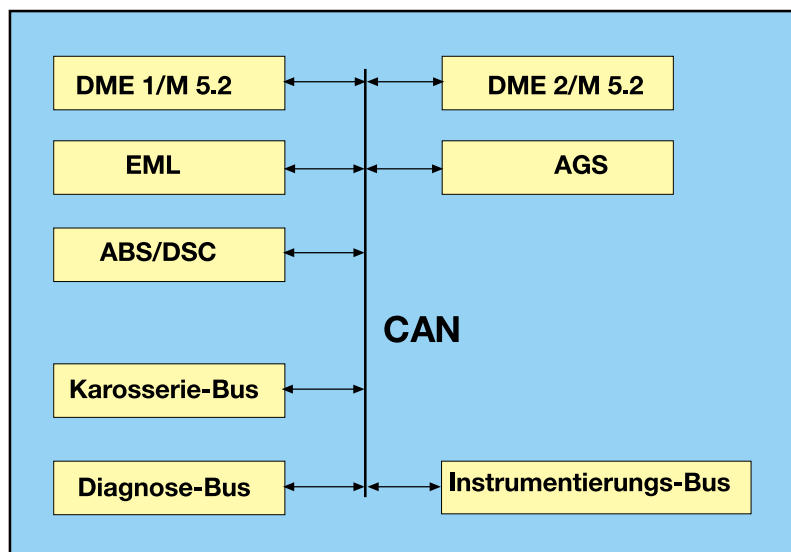 DME 1/M 5.2
DME 2/M 5.2
EML
AGS
ABS/DSC
CAN
Karosserie-Bus
Diagnose-Bus
Instrumentierungs-Bus